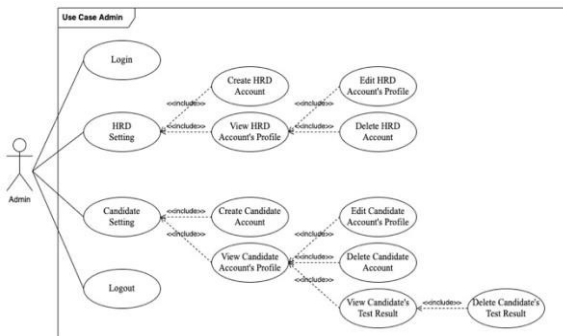 Use Case Admin
Login
Create HRD
Account
Edit HRD
Account's Profile
<<include>>
<<include>>
HRD
Setting
<<include>>
View HRD
Account's Profile
<<include>>
Delete HRD
Account
Admin
Candidate
Setting
<<include>>
Create Candidate
Account
Edit Candidate
Account's Profile
<<include>>
<<include>>
View Candidate
Account's Profile
<<include>>
Delete Candidate
Account
<<include>>
Logout
View Candidate's
Test Result
<<include>>
Delete Candidate's
Test Result